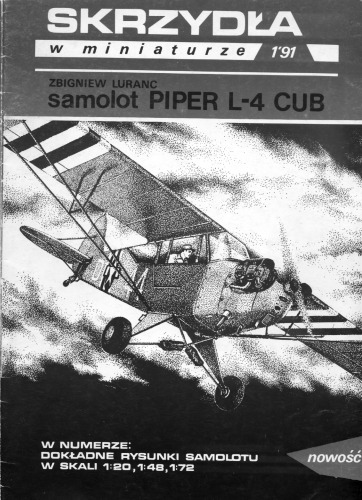 SKRZYDŁA
w miniaturze / 1'91
ZBIGNIEW LURANC
samolot PIPER L-4 CUB
W NUMERZE:
DOKŁADNE RYSUNKI SAMOLOTU
W SKALI 1:20, 1:48, 1:72
nowość